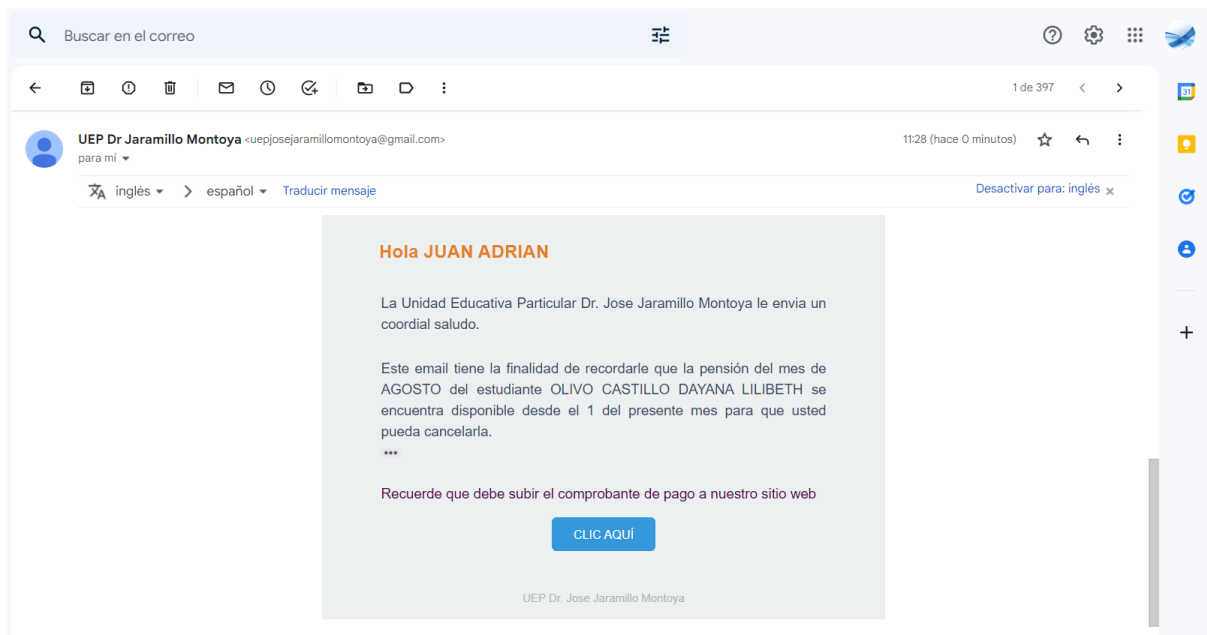 Buscar en el correo
1 de 397
31
UEP Dr Jaramillo Montoya <uepjosejaramillomontoya@gmail.com>
11:28 (hace 0 minutos)
para mí
inglés > español Traducir mensaje
Desactivar para: inglés x
Hola JUAN ADRIAN
La Unidad Educativa Particular Dr. Jose Jaramillo Montoya le envia un
coordial saludo.
Este email tiene la finalidad de recordarle que la pensión del mes de
AGOSTO del estudiante OLIVO CASTILLO DAYANA LILIBETH se
encuentra disponible desde el 1 del presente mes para que usted
pueda cancelarla.
Recuerde que debe subir el comprobante de pago a nuestro sitio web
CLIC AQUÍ
UEP Dr. Jose Jaramillo Montoya